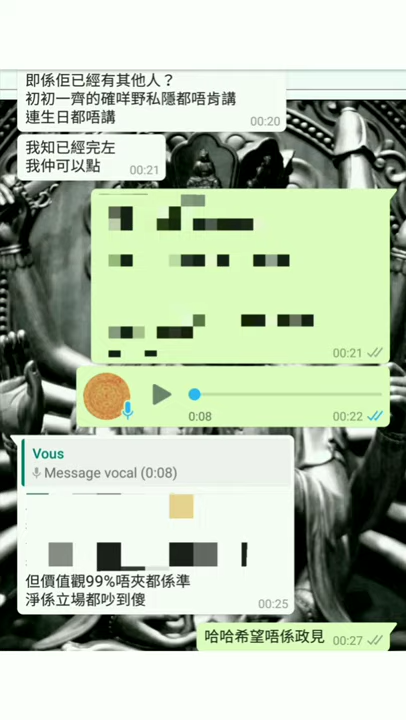 即係佢已經有其他人？
初初一齊的確咩野私隱都唔肯講
連生日都唔講
00:20
我知已經完左
我仲可以點
00:21
00:21
0:08
00:22
Vous
Message vocal (0:08)
但價值觀99%唔夾都係準
淨係立場都吵到傻
00:25
哈哈希望唔係政見
00:27